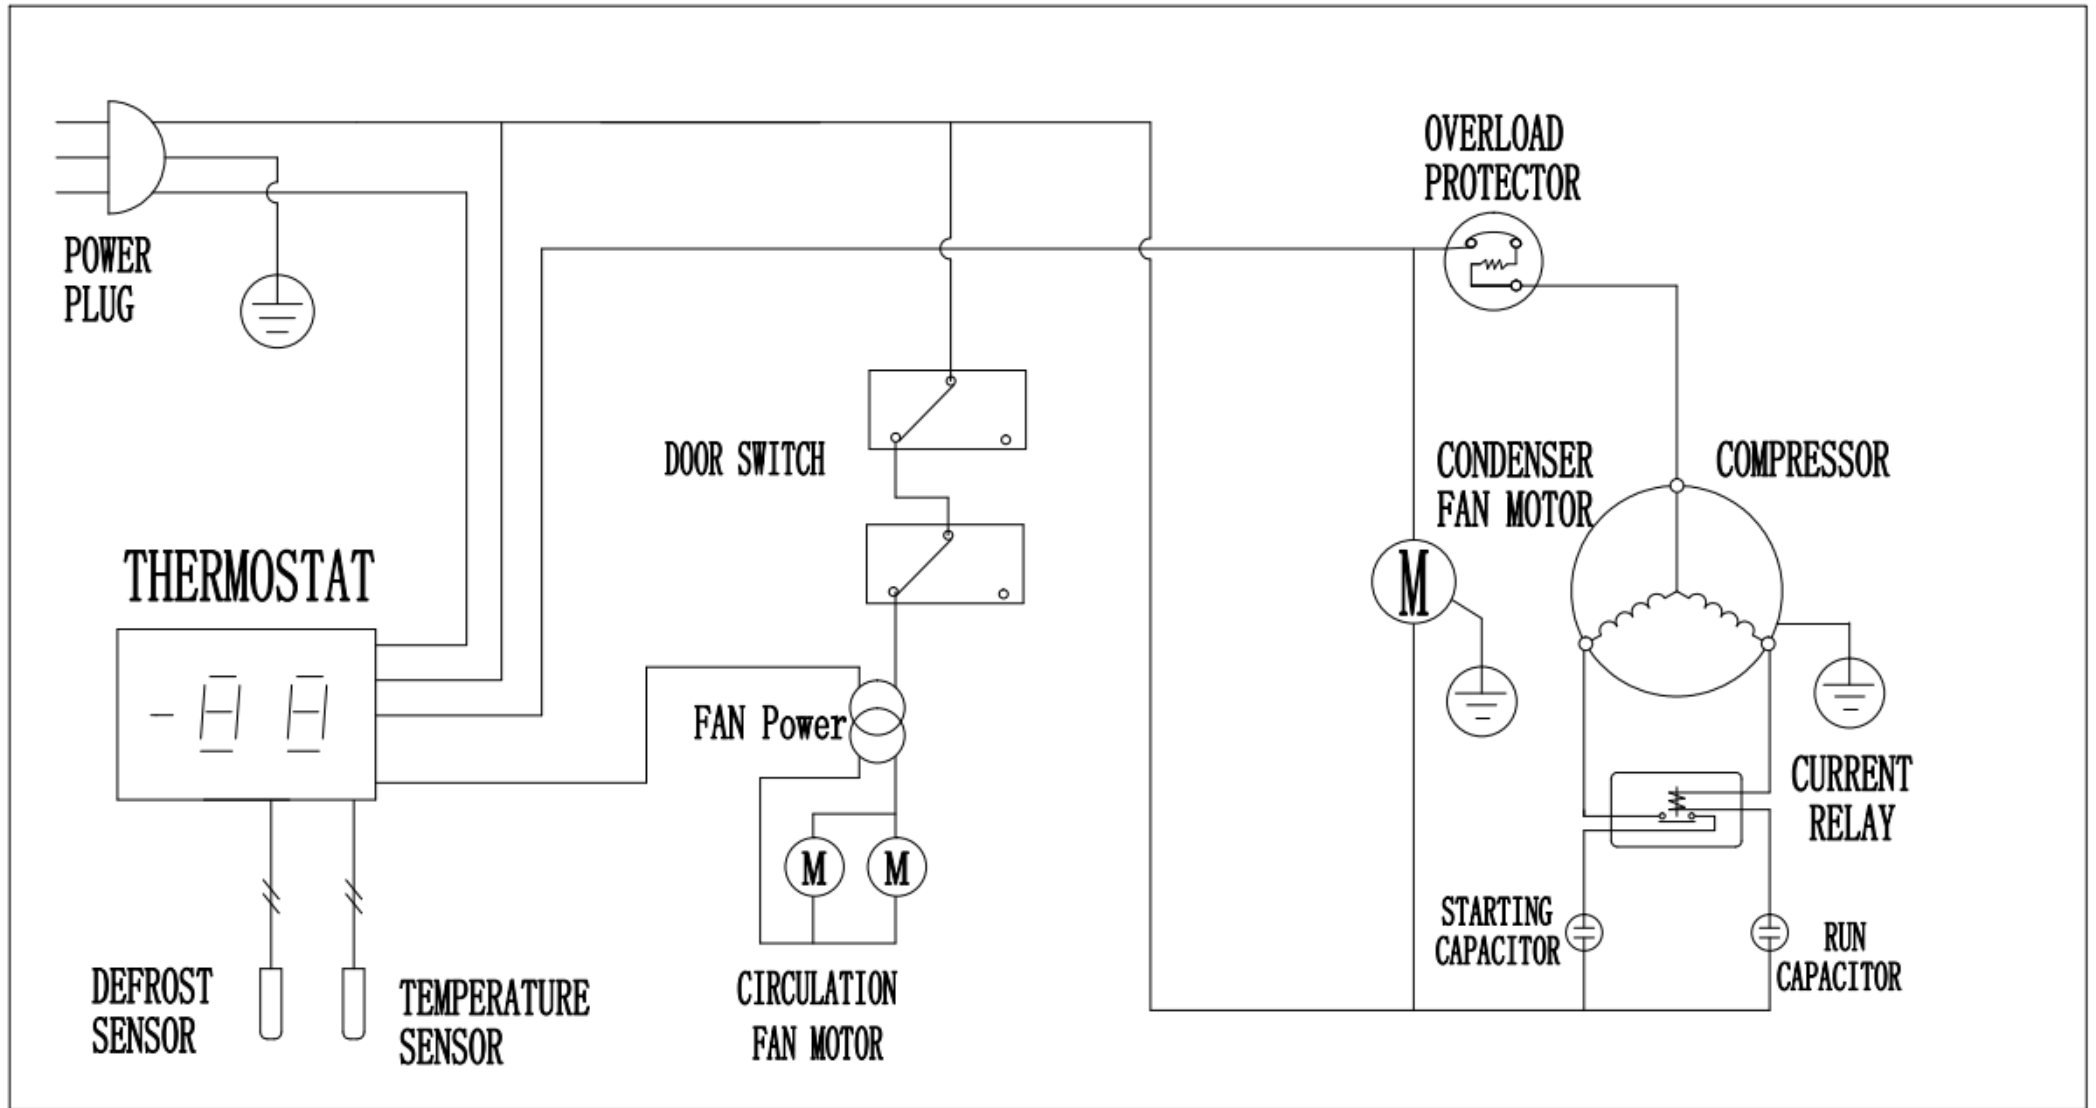 OVERLOAD
PROTECTOR
POWER
PLUG
DOOR SWITCH
CONDENSER
FAN MOTOR
COMPRESSOR
THERMOSTAT
M
FAN Power
-88
CURRENT
RELAY
M
M
STARTING
CAPACITOR
RUN
CAPACITOR
DEFROST
SENSOR
TEMPERATURE
SENSOR
CIRCULATION
FAN MOTOR